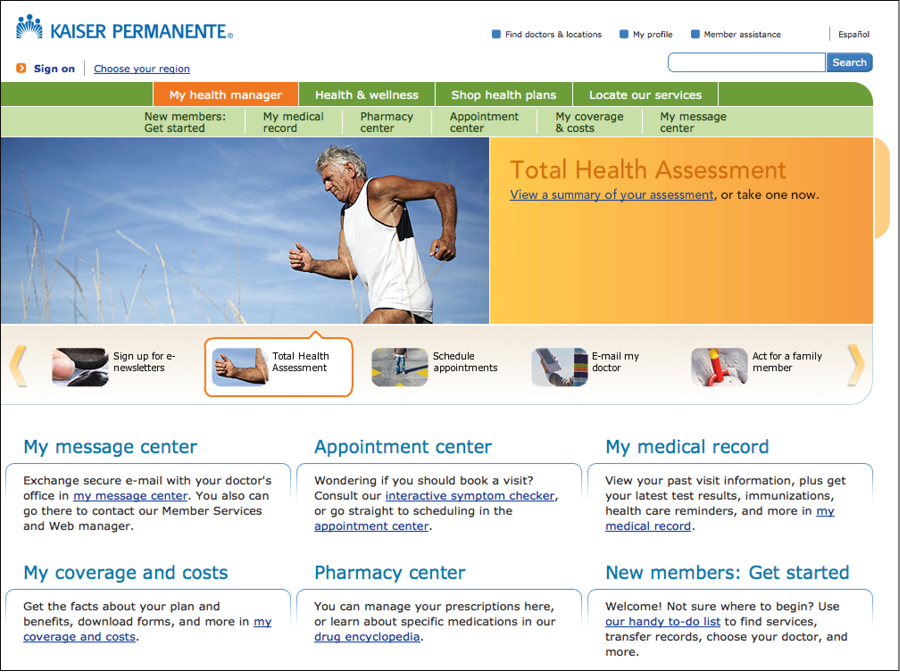 KAISER PERMANENTE®
Find doctors & locations
My profile
Member assistance
Español
Sign on
Choose your region
Search
My health manager
Health & wellness
Shop health plans
Locate our services
New members:
Get started
My medical
record
Pharmacy
center
Appointment
center
My coverage
& costs
My message
center
Total Health Assessment
View a summary of your assessment, or take one now.
Sign up for e-
newsletters
Total Health
Assessment
Schedule
appointments
E-mail my
doctor
Act for a family
member
My message center
Exchange secure e-mail with your doctor's
office in my message center. You also can
go there to contact our Member Services
and Web manager.
Appointment center
Wondering if you should book a visit?
Consult our interactive symptom checker,
or go straight to scheduling in the
appointment center.
My medical record
View your past visit information, plus get
your latest test results, immunizations,
health care reminders, and more in my
medical record.
My coverage and costs
Get the facts about your plan and
benefits, download forms, and more in my
coverage and costs.
Pharmacy center
You can manage your prescriptions here,
or learn about specific medications in our
drug encyclopedia.
New members: Get started
Welcome! Not sure where to begin? Use
our handy to-do list to find services,
transfer records, choose your doctor, and
more.